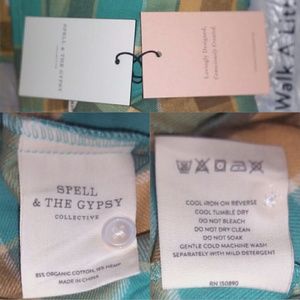 SPELL & THE GYPSY
Lovingly Designed,
Consciously Created.
Walk A Lit
SPELL
& THE GYPSY
COLLECTIVE
85% ORGANIC COTTON, 15% HEMP
MADE IN CHINA
COOL IRON ON REVERSE
COOL TUMBLE DRY
DO NOT BLEACH
DO NOT DRY CLEAN
DO NOT SOAK
GENTLE COLD MACHINE WASH
SEPARATELY WITH MILD DETERGENT
RN 150890